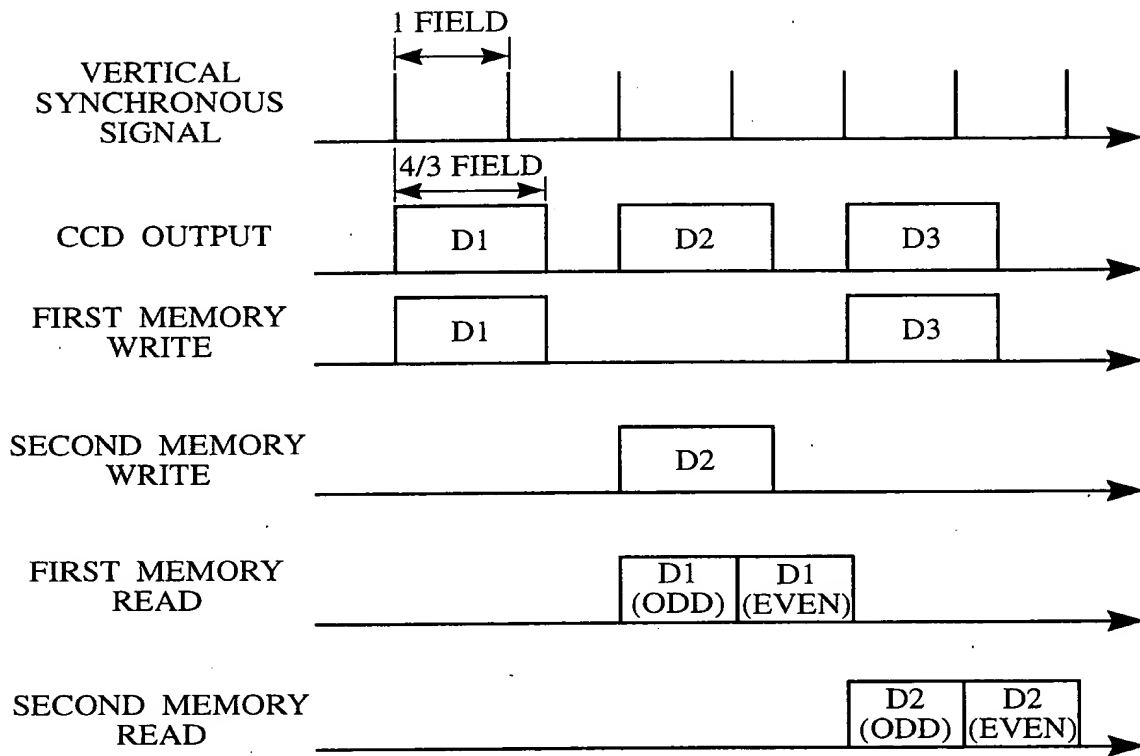 1 FIELD
VERTICAL
SYNCHRONOUS
SIGNAL
4/3 FIELD
CCD OUTPUT
D1
D2
D3
FIRST MEMORY
WRITE
D1
D3
SECOND MEMORY
WRITE
D2
FIRST MEMORY
READ
D1
(ODD)
D1
(EVEN)
SECOND MEMORY
READ
D2
(ODD)
D2
(EVEN)